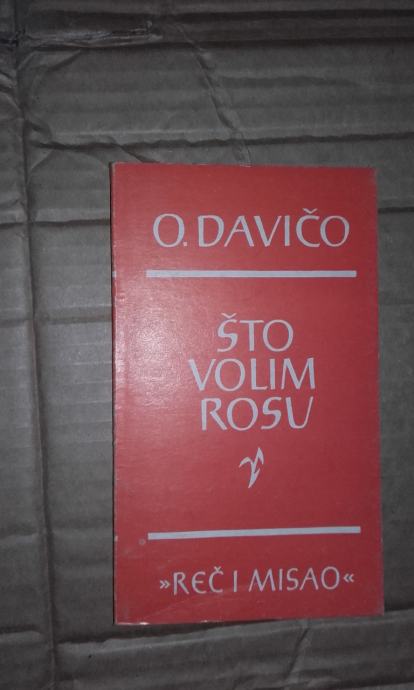 O. DAVIČO
ŠTO
VOLIM
ROSU
»REČ I MISAO«